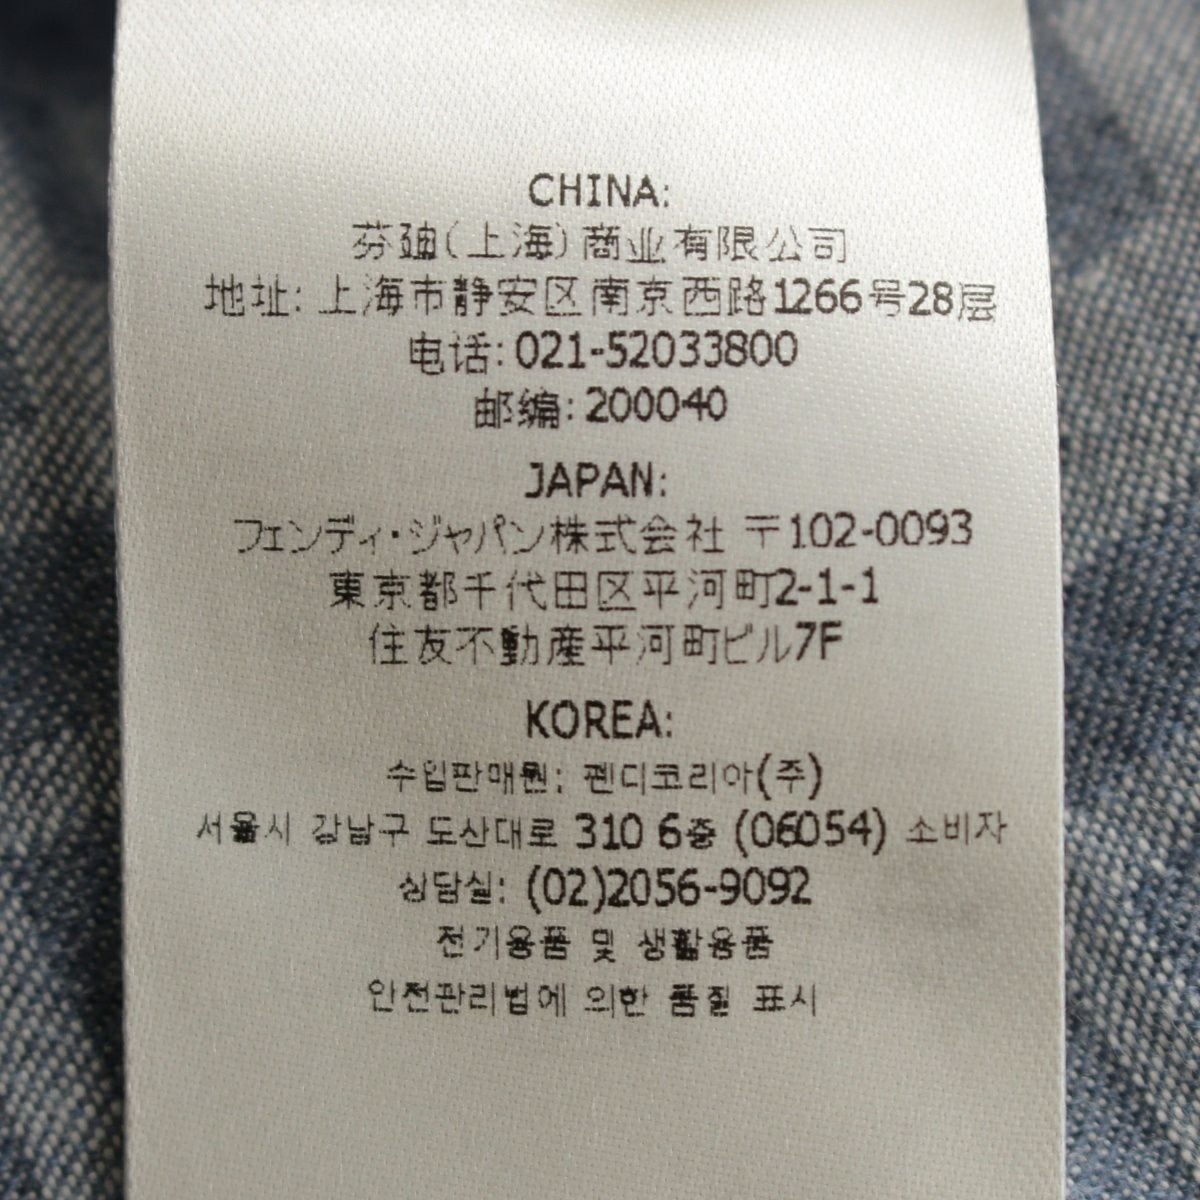 CHINA:
芬迪(上海)商业有限公司
地址: 上海市静安区南京西路1266号28层
电话: 021-52033800
邮编: 200040
JAPAN:
フェンディ・ジャパン株式会社 〒102-0093
東京都千代田区平河町2-1-1
住友不動産平河町ビル7F
KOREA:
수입판매원: 펜디코리아(주)
서울시 강남구 도산대로 310 6층 (06054) 소비자
상담실: (02)2056-9092
전기용품 및 생활용품
안전관리법에 의한 품질 표시